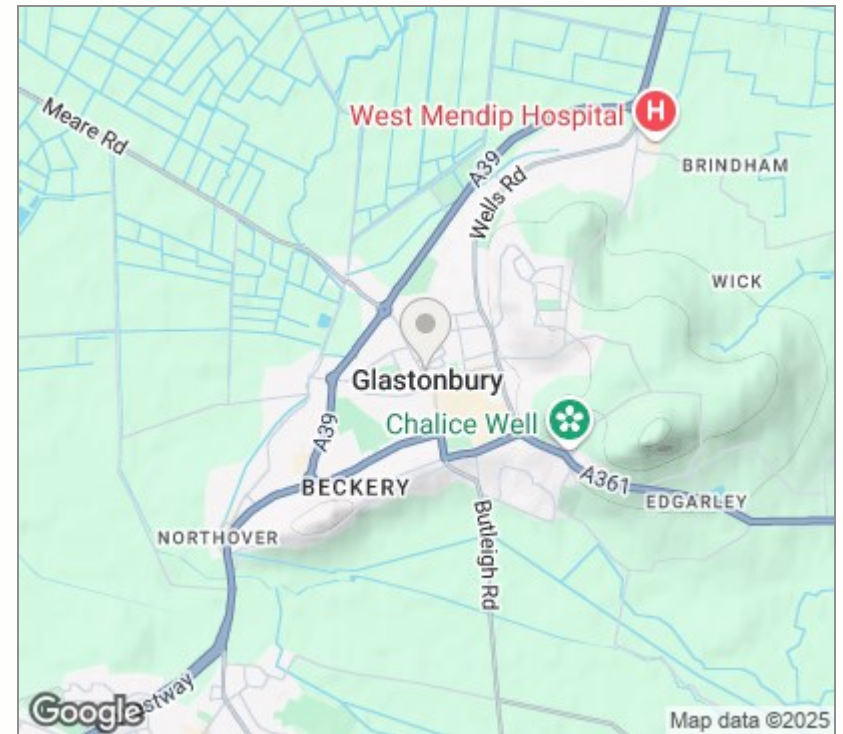 Meare Rd
West Mendip Hospital
H
BRINDHAM
A39
Wells Rd
WICK
Glastonbury
Chalice Well
A39
A361
BECKERY
EDGARLEY
NORTHOVER
Butleigh Rd
Google
Map data ©2025